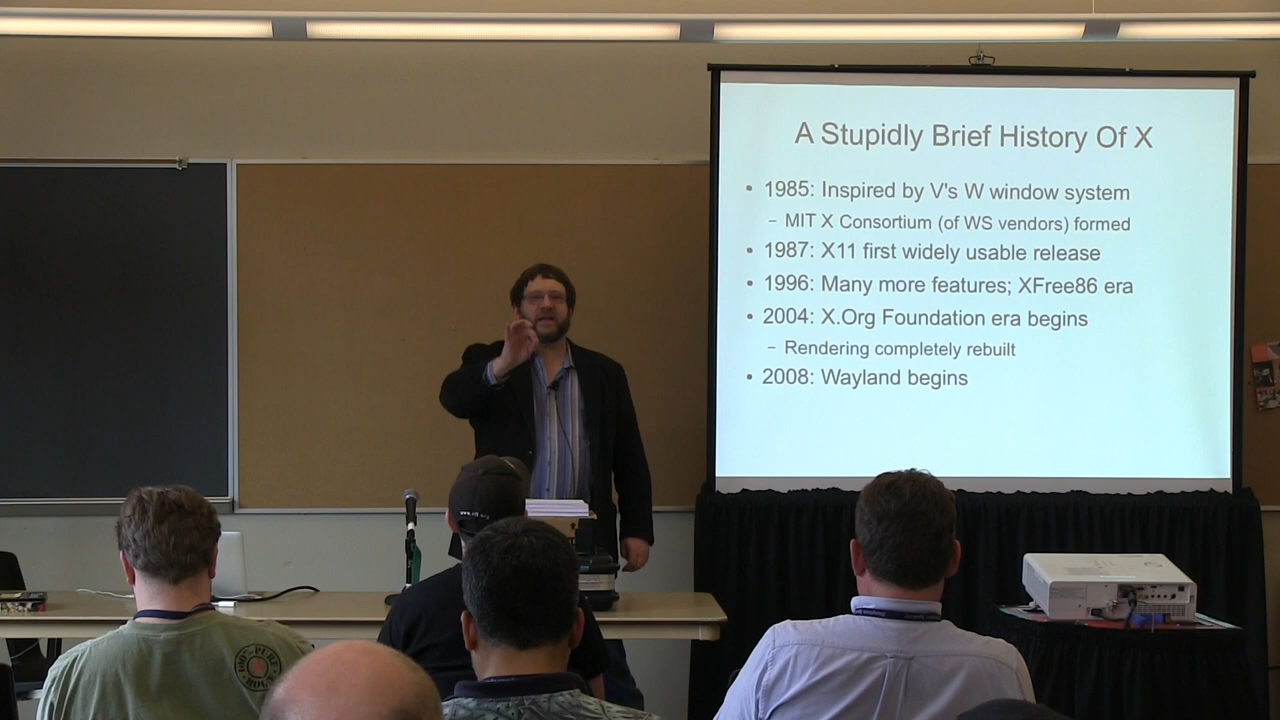 A Stupidly Brief History Of X
• 1985: Inspired by V's W window system
– MIT X Consortium (of WS vendors) formed
• 1987: X11 first widely usable release
• 1996: Many more features; XFree86 era
• 2004: X.Org Foundation era begins
– Rendering completely rebuilt
• 2008: Wayland begins
100% PURE